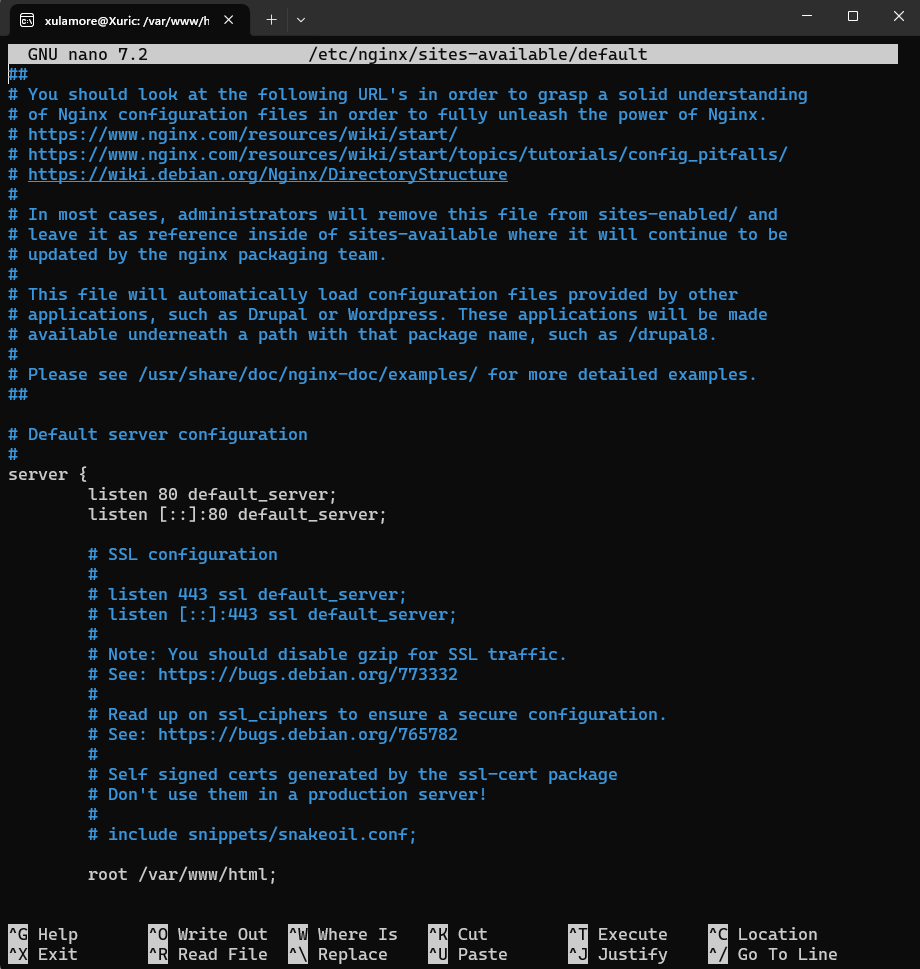 xulamore@Xuric: /var/www/h
GNU nano 7.2 /etc/nginx/sites-available/default
##
# You should look at the following URL's in order to grasp a solid understanding
# of Nginx configuration files in order to fully unleash the power of Nginx.
# https://www.nginx.com/resources/wiki/start/
# https://www.nginx.com/resources/wiki/start/topics/tutorials/config_pitfalls/
# https://wiki.debian.org/Nginx/DirectoryStructure
#
# In most cases, administrators will remove this file from sites-enabled/ and
# leave it as reference inside of sites-available where it will continue to be
# updated by the nginx packaging team.
#
# This file will automatically load configuration files provided by other
# applications, such as Drupal or Wordpress. These applications will be made
# available underneath a path with that package name, such as /drupal8.
#
# Please see /usr/share/doc/nginx-doc/examples/ for more detailed examples.
##
# Default server configuration
#
server {
listen 80 default_server;
listen [::]:80 default_server;
# SSL configuration
#
# listen 443 ssl default_server;
# listen [::]:443 ssl default_server;
#
# Note: You should disable gzip for SSL traffic.
# See: https://bugs.debian.org/773332
#
# Read up on ssl_ciphers to ensure a secure configuration.
# See: https://bugs.debian.org/765782
#
# Self signed certs generated by the ssl-cert package
# Don't use them in a production server!
#
# include snippets/snakeoil.conf;
root /var/www/html;
^G Help ^O Write Out ^W Where Is ^K Cut ^T Execute ^C Location
^X Exit ^R Read File ^\ Replace ^U Paste ^J Justify ^/ Go To Line